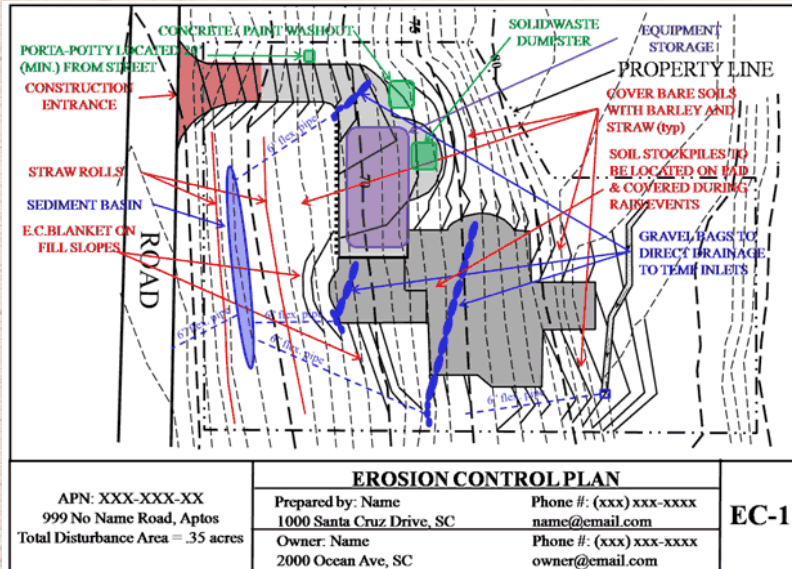 CONCRETE / PAINT WASHOUT
SOLID WASTE
DUMPSTER
EQUIPMENT
STORAGE
PORTA-POTTY LOCATED 20'
(MIN.) FROM STREET
PROPERTY LINE
CONSTRUCTION
ENTRANCE
COVER BARE SOILS
WITH BARLEY AND
STRAW (typ)
6' flex. pipe
STRAW ROLLS
SOIL STOCKPILES TO
BE LOCATED ON PAD
& COVERED DURING
RAIN EVENTS
SEDIMENT BASIN
E.C.BLANKET ON
FILL SLOPES
GRAVEL BAGS TO
DIRECT DRAINAGE
TO TEMP INLETS
ROAD
6' flex. pipe
6' flex. pipe
6' flex. pipe
6' flex. pipe
EROSION CONTROL PLAN
APN: XXX-XXX-XX
999 No Name Road, Aptos
Total Disturbance Area = .35 acres
Prepared by: Name
Phone #: (xxx) xxx-xxxx
1000 Santa Cruz Drive, SC
name@email.com
Owner: Name
Phone #: (xxx) xxx-xxxx
2000 Ocean Ave, SC
owner@email.com
EC-1